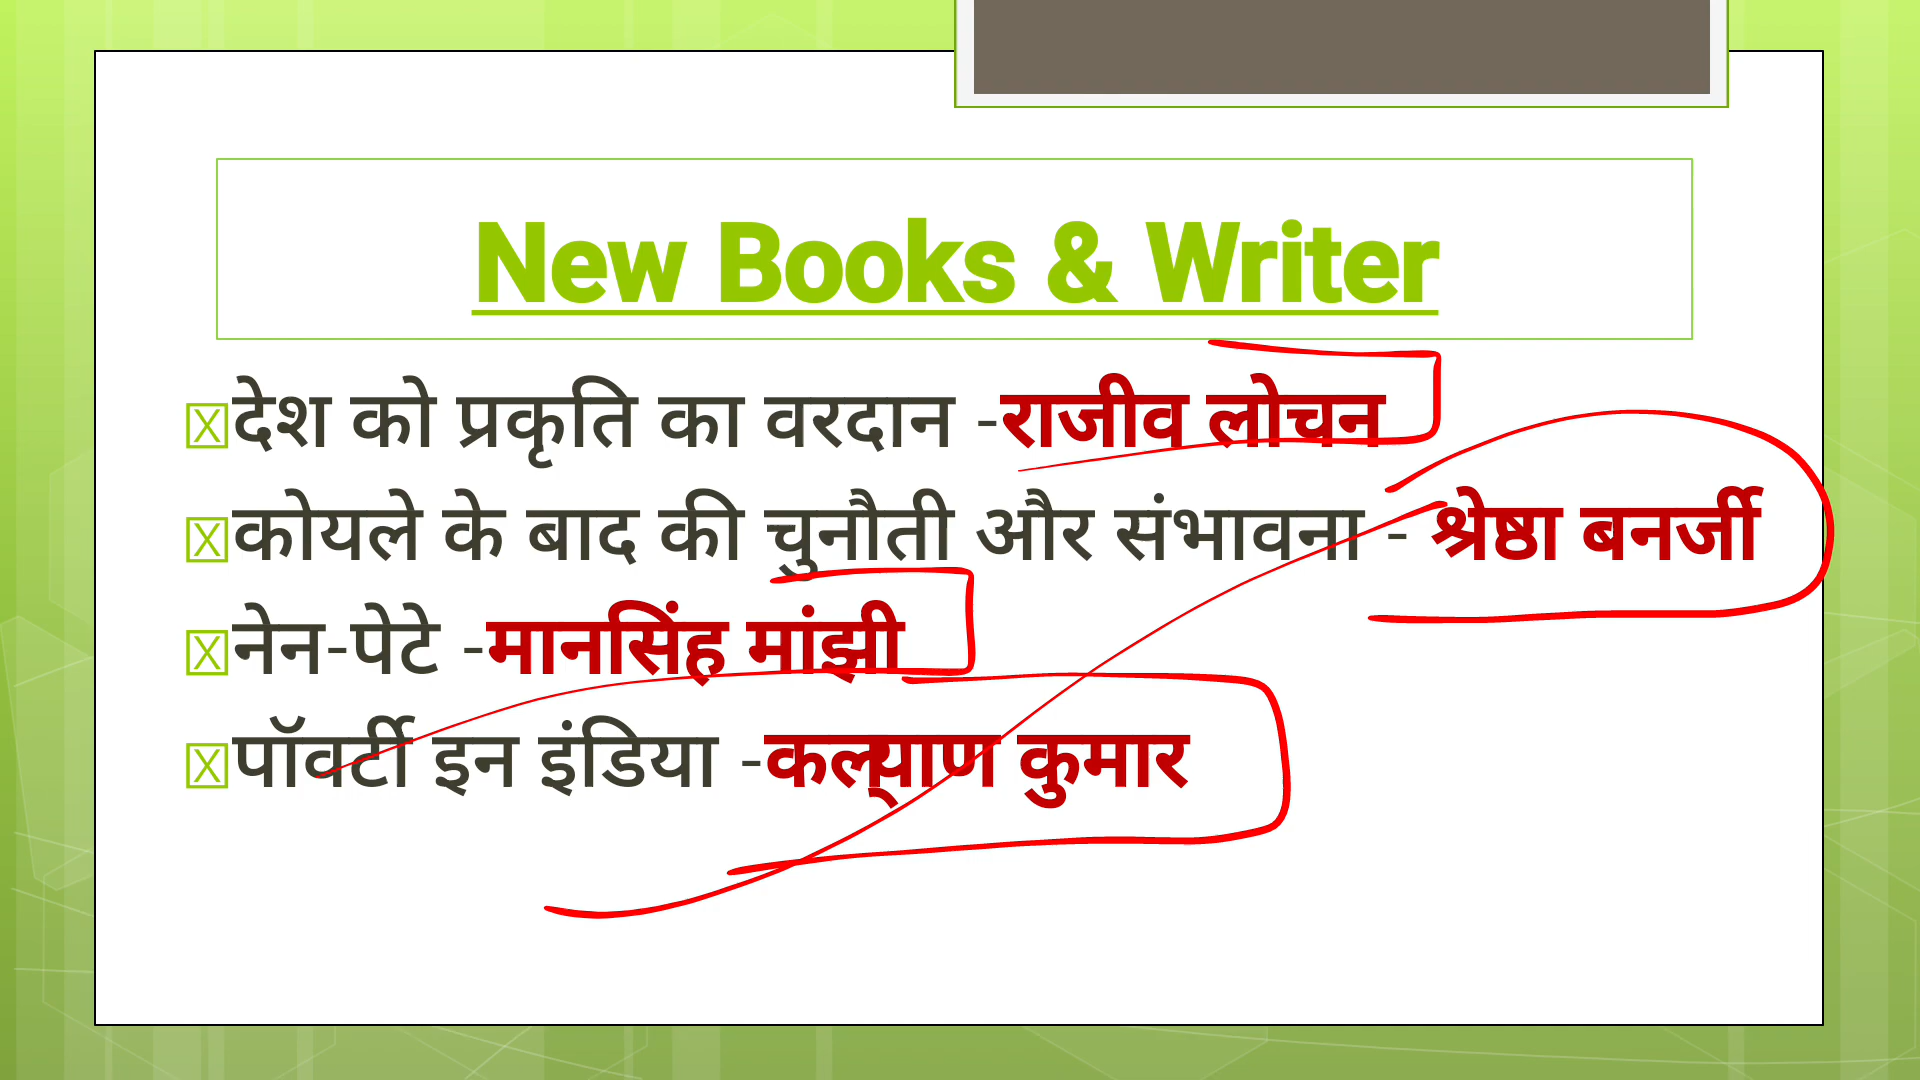 New Books & Writer
देश को प्रकृति का वरदान -राजीव लोचन
कोयले के बाद की चुनौती और संभावना - श्रेष्ठा बनर्जी
नेन-पेटे -मानसिंह मांझी
पॉवर्टी इन इंडिया -कल्याण कुमार